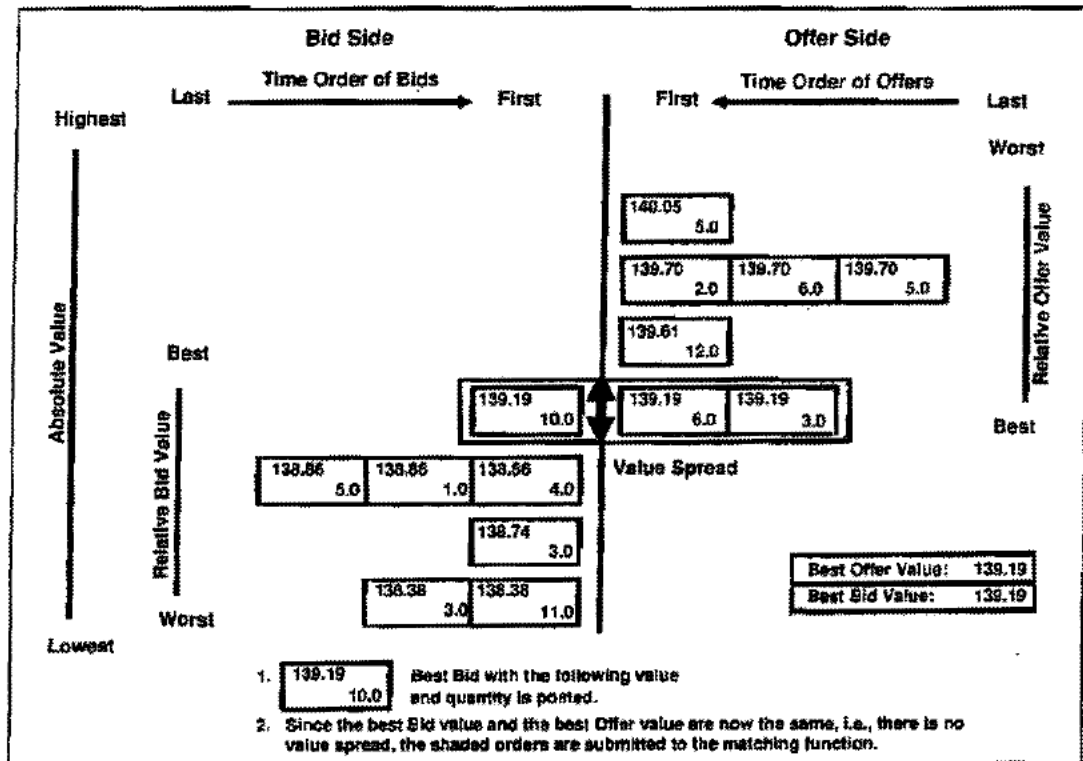 Bid Side
Offer Side
Time Order of Bids
Time Order of Offers
Last
First
First
Last
Highest
Worst
140.05
5.0
139.70 139.70 139.70
2.0 6.0 5.0
139.61
12.0
Relative Offer Value
Absolute Value
Best
139.19 139.19 139.19
10.0 6.0 3.0
Best
Relative Bid Value
Value Spread
138.86 138.86 138.86
5.0 1.0 4.0
138.74
3.0
Best Offer Value: 139.19
Best Bid Value: 139.19
138.38 138.38
3.0 11.0
Worst
Lowest
1. 139.19 Best Bid with the following value
10.0 and quantity is posted.
2. Since the best Bid value and the best Offer value are now the same, i.e., there is no
value spread, the shaded orders are submitted to the matching function.